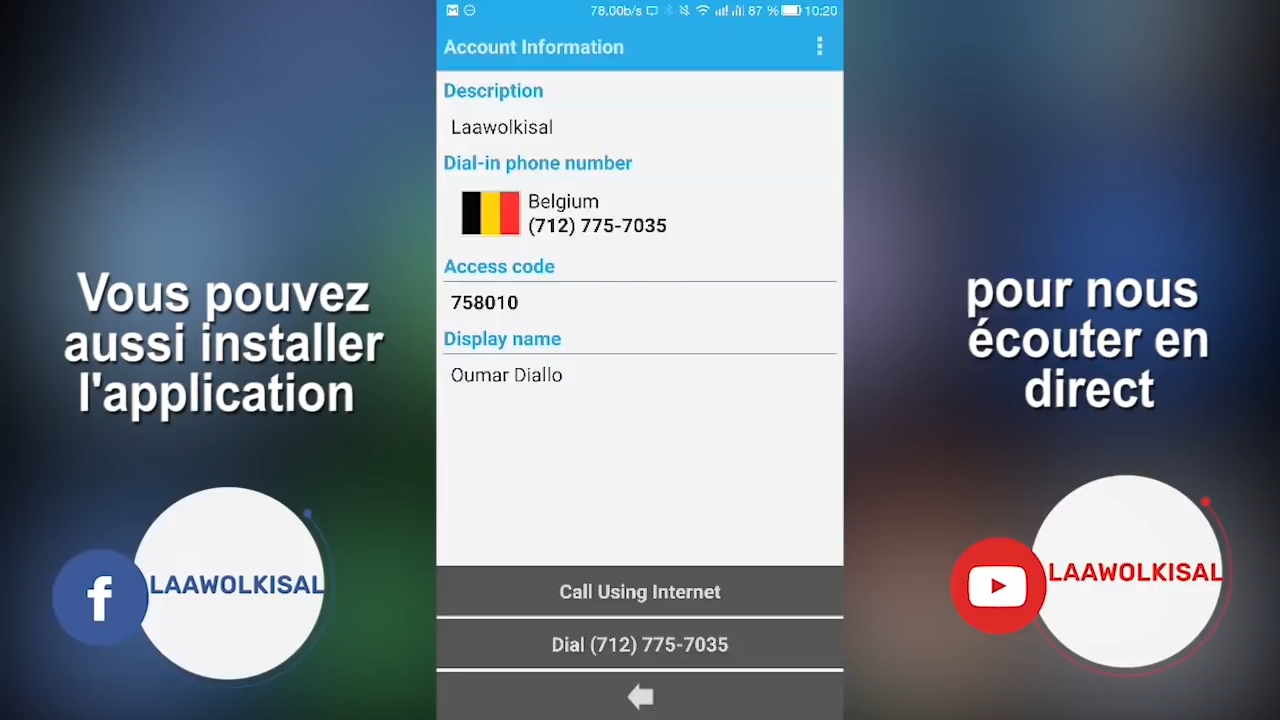 78,00b/s 87 % 10:20
Account Information
Description
Laawolkisal
Dial-in phone number
Belgium
(712) 775-7035
Access code
758010
Display name
Oumar Diallo
Call Using Internet
Dial (712) 775-7035
Vous pouvez
aussi installer
l'application
f
LAAWOLKISAL
pour nous
écouter en
direct
LAAWOLKISAL